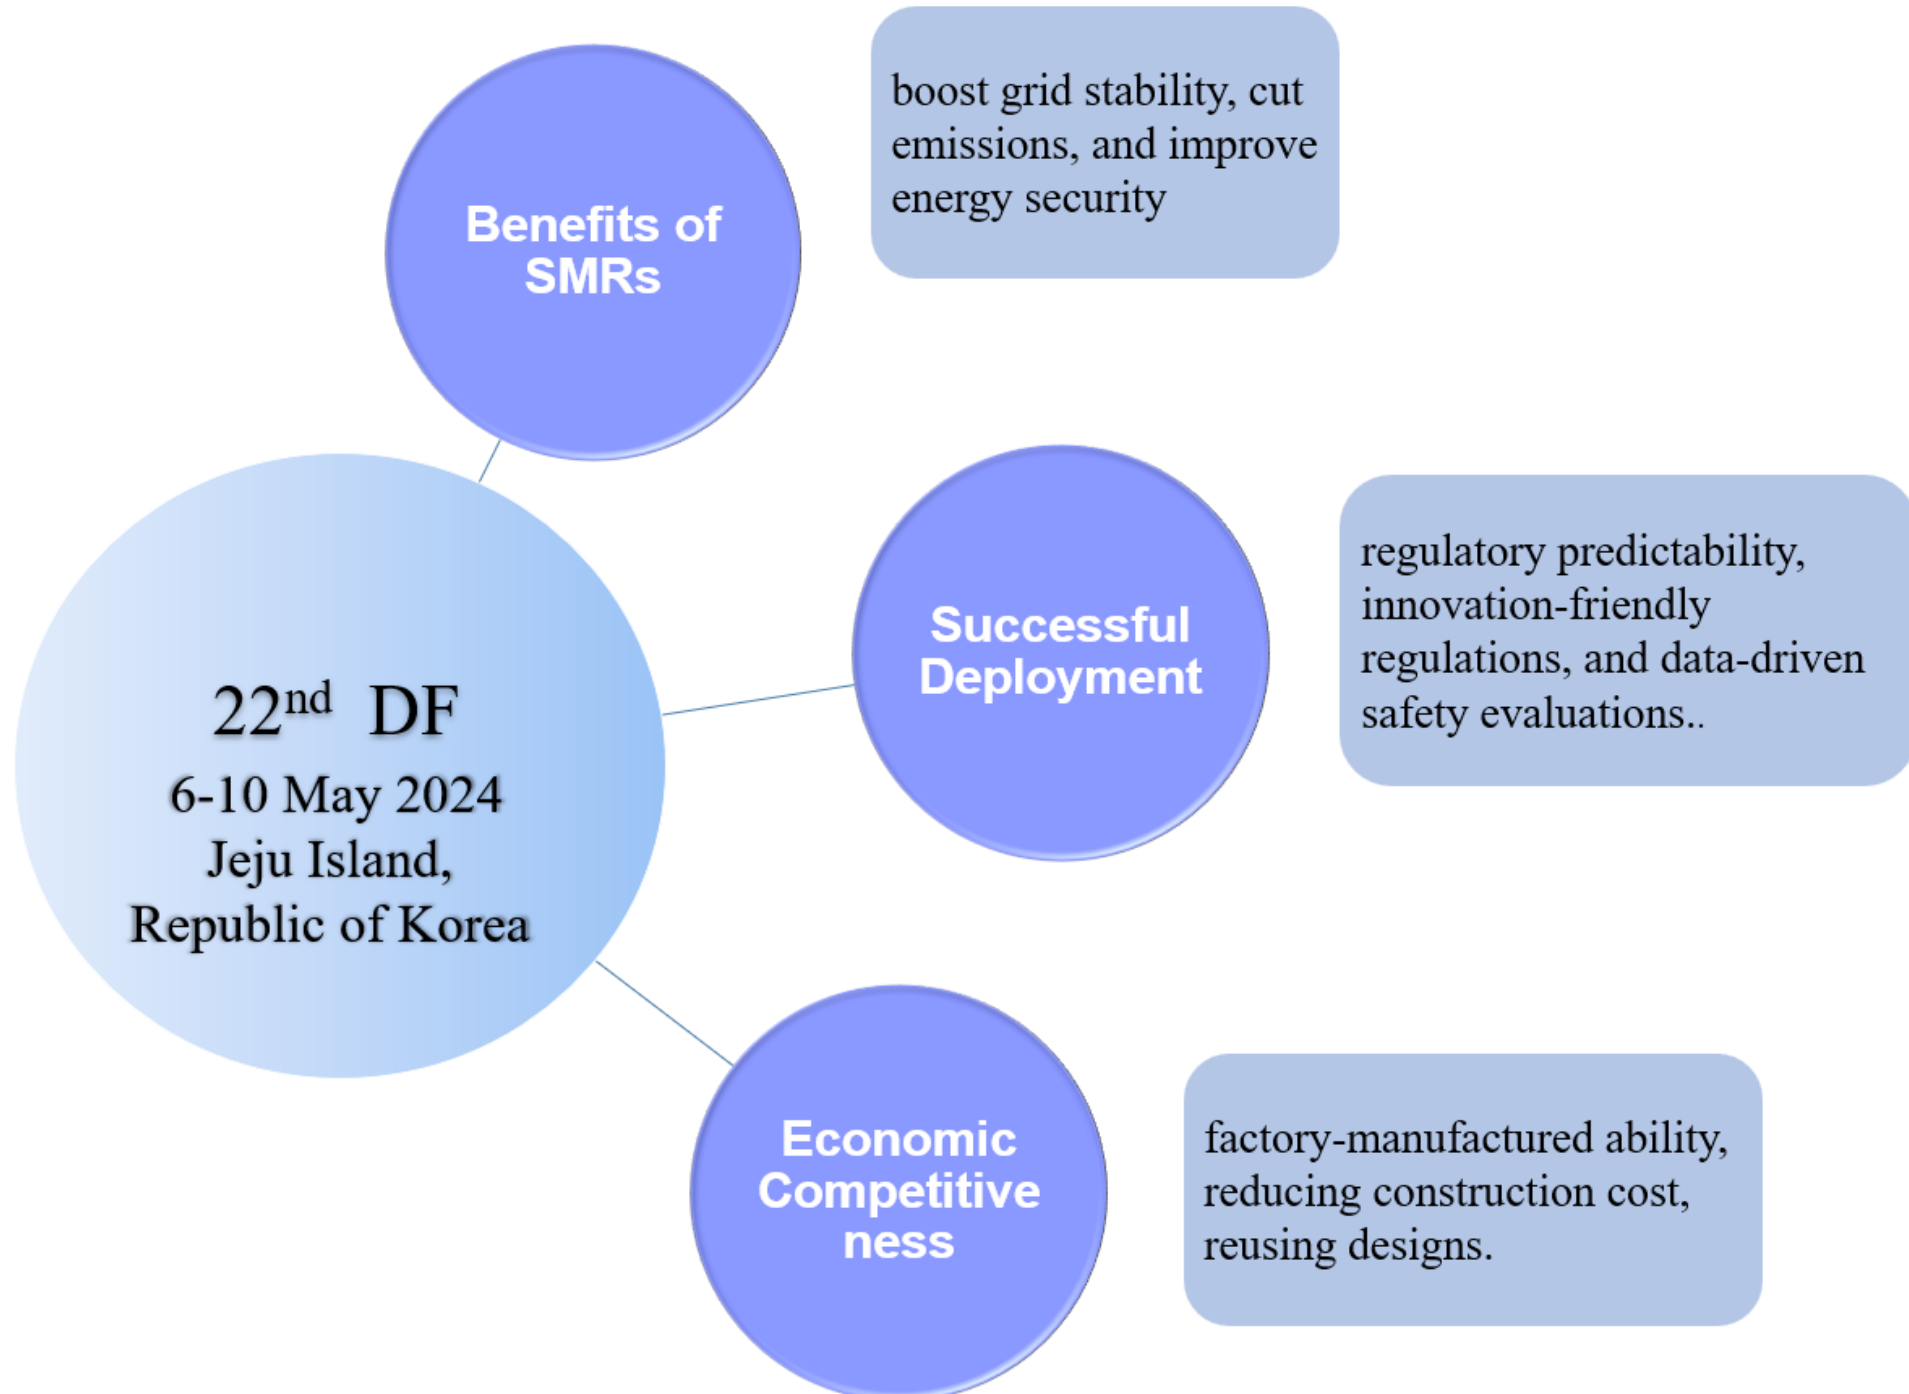 Benefits of
SMRs
boost grid stability, cut
emissions, and improve
energy security
22nd DF
6-10 May 2024
Jeju Island,
Republic of Korea
Successful
Deployment
regulatory predictability,
innovation-friendly
regulations, and data-driven
safety evaluations..
Economic
Competitive
ness
factory-manufactured ability,
reducing construction cost,
reusing designs.